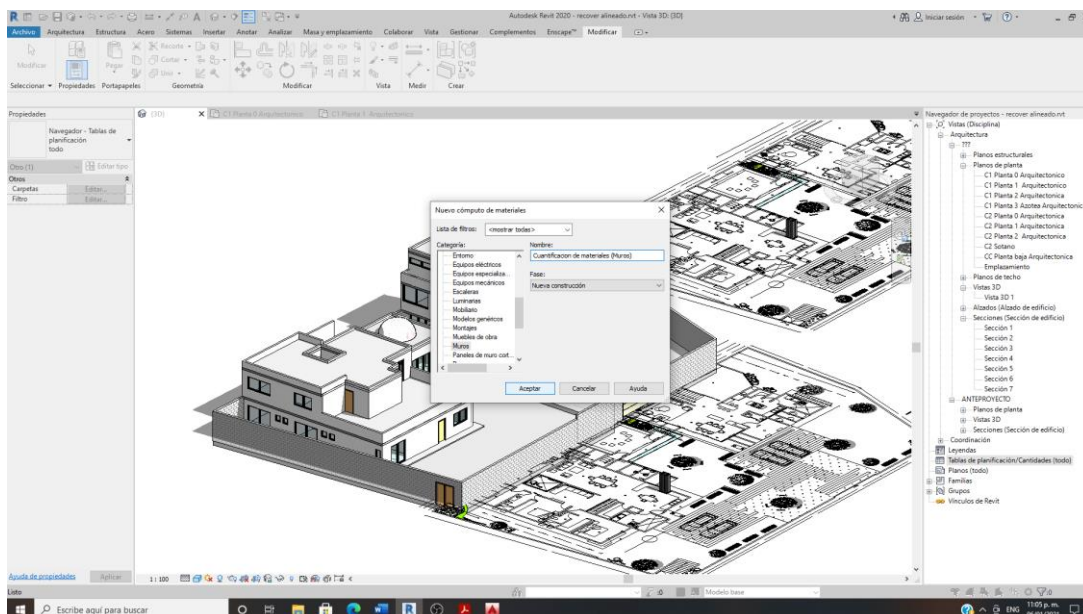 Autodesk Revit 2020 - recover alineado.rvt - Vista 3D: {3D}
Iniciar sesión
Archivo Arquitectura Estructura Acero Sistemas Insertar Anotar Analizar Masa y emplazamiento Colaborar Vista Gestionar Complementos Enscape™ Modificar
Modificar
Propiedades
Pegar
Recorte
Cortar
Unir
Seleccionar Propiedades Portapapeles Geometría Modificar Vista Medir Crear
Propiedades
Navegador - Tablas de
planificación
todo
Otro (1)
Editar tipo
Otros
Carpetas Editar...
Filtro Editar...
Ayuda de propiedades
Aplicar
{3D}
C1 Planta 0 Arquitectonico
C1 Planta 1 Arquitectonico
Nuevo cómputo de materiales
Lista de filtros: <mostrar todas>
Categoría:
Entorno
Equipos eléctricos
Equipos especializa...
Equipos mecánicos
Escaleras
Luminarias
Mobiliario
Modelos genéricos
Montajes
Muebles de obra
Muros
Paneles de muro cort...
Nombre:
Cuantificacion de materiales (Muros)
Fase:
Nueva construcción
Aceptar Cancelar Ayuda
Navegador de proyectos - recover alineado.rvt
Vistas (Disciplina)
Arquitectura
???
Planos estructurales
Planos de planta
C1 Planta 0 Arquitectonico
C1 Planta 1 Arquitectonico
C1 Planta 2 Arquitectonica
C1 Planta 3 Azotea Arquitectonic
C2 Planta 0 Arquitectonica
C2 Planta 1 Arquitectonica
C2 Planta 2 Arquitectonica
C2 Sotano
CC Planta baja Arquitectonica
Emplazamiento
Planos de techo
Vistas 3D
Vista 3D 1
Alzados (Alzado de edificio)
Secciones (Sección de edificio)
Sección 1
Sección 2
Sección 3
Sección 4
Sección 5
Sección 6
Sección 7
ANTEPROYECTO
Planos de planta
Vistas 3D
Secciones (Sección de edificio)
Coordinación
Leyendas
Tablas de planificación/Cantidades (todo)
Planos (todo)
Familias
Grupos
Vínculos de Revit
1 : 100
Listo
Modelo base
Escribe aquí para buscar
ENG
11:05 p. m.